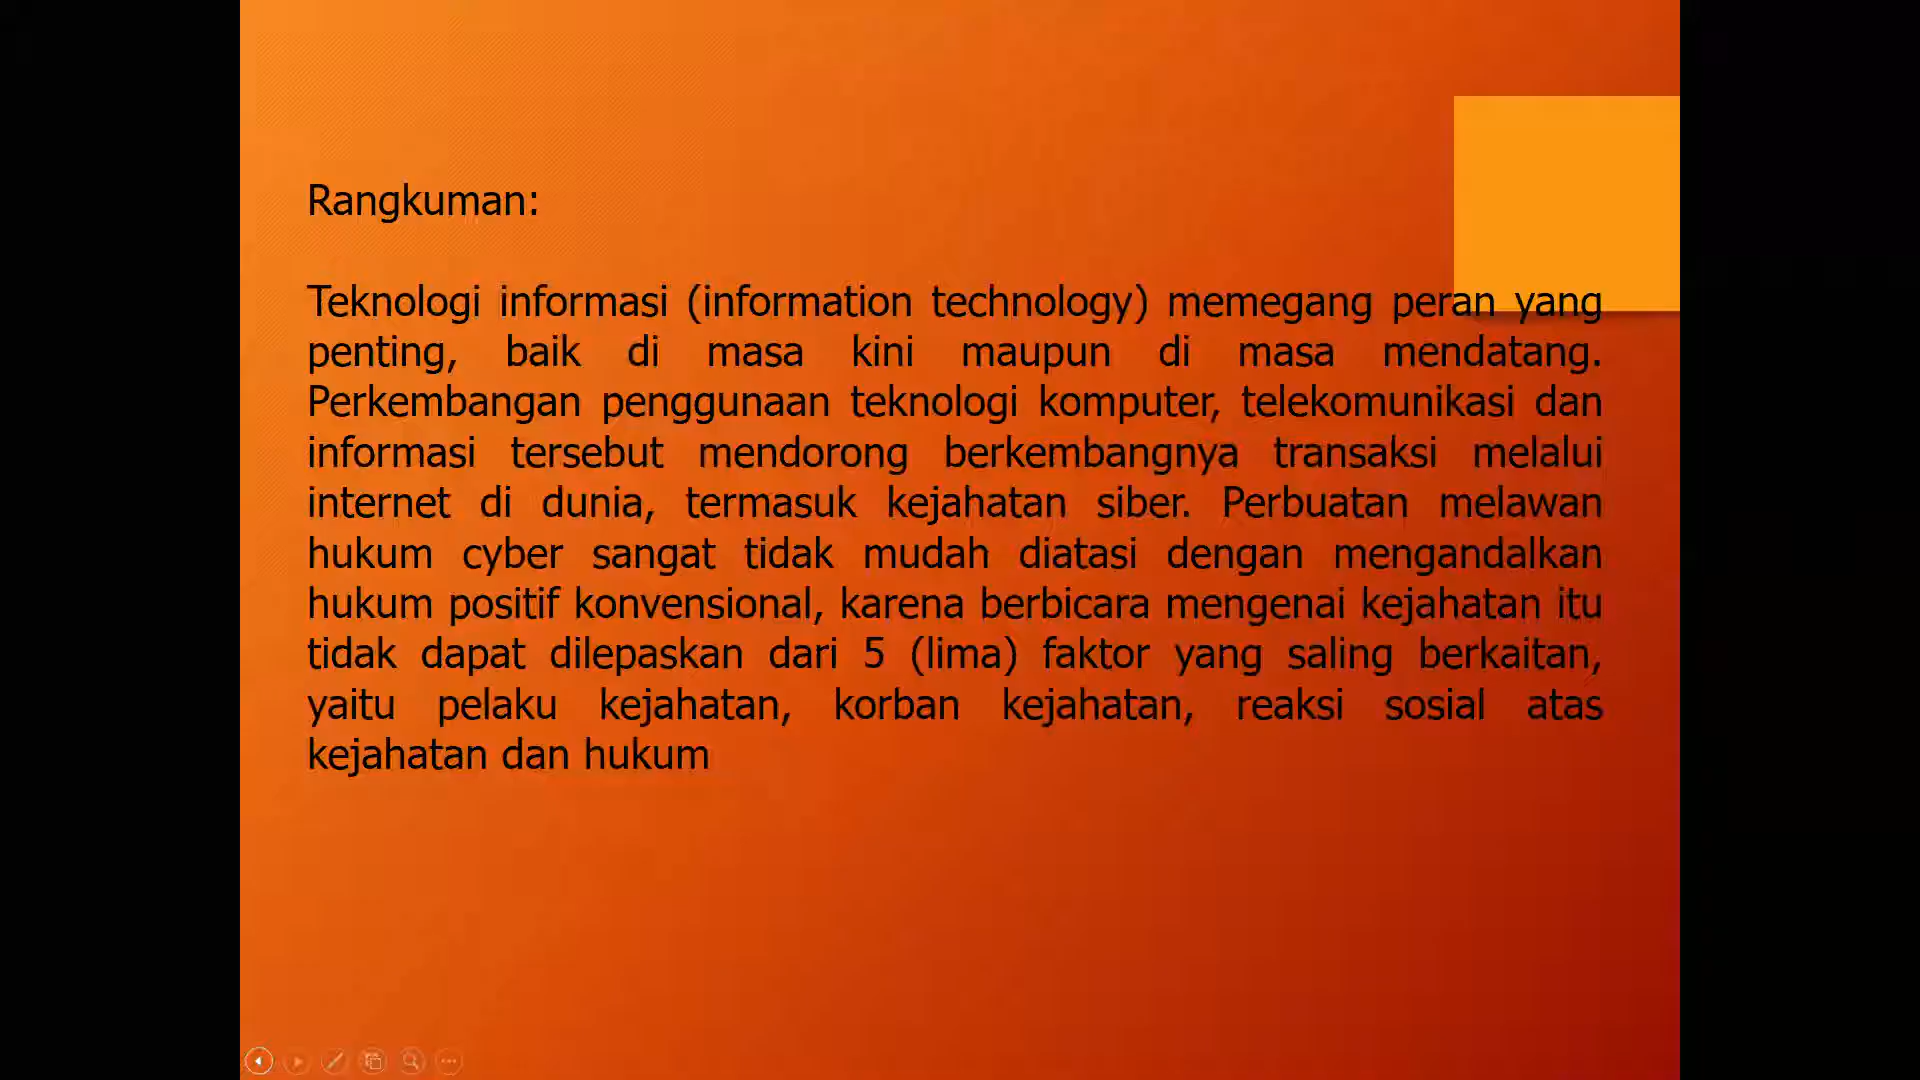 Rangkuman:
Teknologi informasi (information technology) memegang peran yang
penting, baik di masa kini maupun di masa mendatang.
Perkembangan penggunaan teknologi komputer, telekomunikasi dan
informasi tersebut mendorong berkembangnya transaksi melalui
internet di dunia, termasuk kejahatan siber. Perbuatan melawan
hukum cyber sangat tidak mudah diatasi dengan mengandalkan
hukum positif konvensional, karena berbicara mengenai kejahatan itu
tidak dapat dilepaskan dari 5 (lima) faktor yang saling berkaitan,
yaitu pelaku kejahatan, korban kejahatan, reaksi sosial atas
kejahatan dan hukum